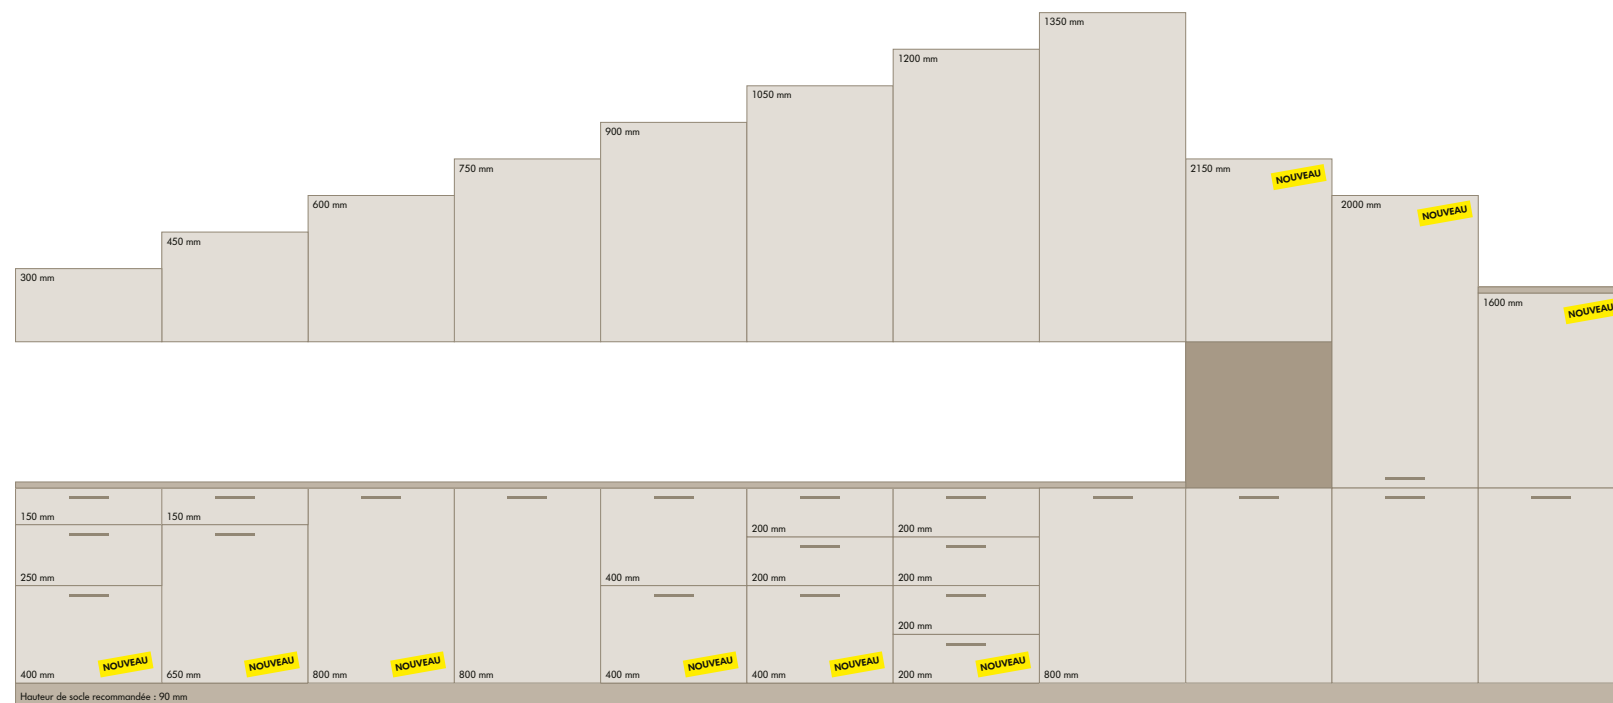 1350 mm
1200 mm
1050 mm
900 mm
750 mm
2150 mm
NOUVEAU
600 mm
2000 mm
NOUVEAU
450 mm
300 mm
1600 mm
NOUVEAU
150 mm
150 mm
200 mm
200 mm
250 mm
400 mm
200 mm
200 mm
200 mm
400 mm
NOUVEAU
650 mm
NOUVEAU
800 mm
NOUVEAU
800 mm
400 mm
NOUVEAU
400 mm
NOUVEAU
200 mm
NOUVEAU
800 mm
Hauteur de socle recommandée : 90 mm